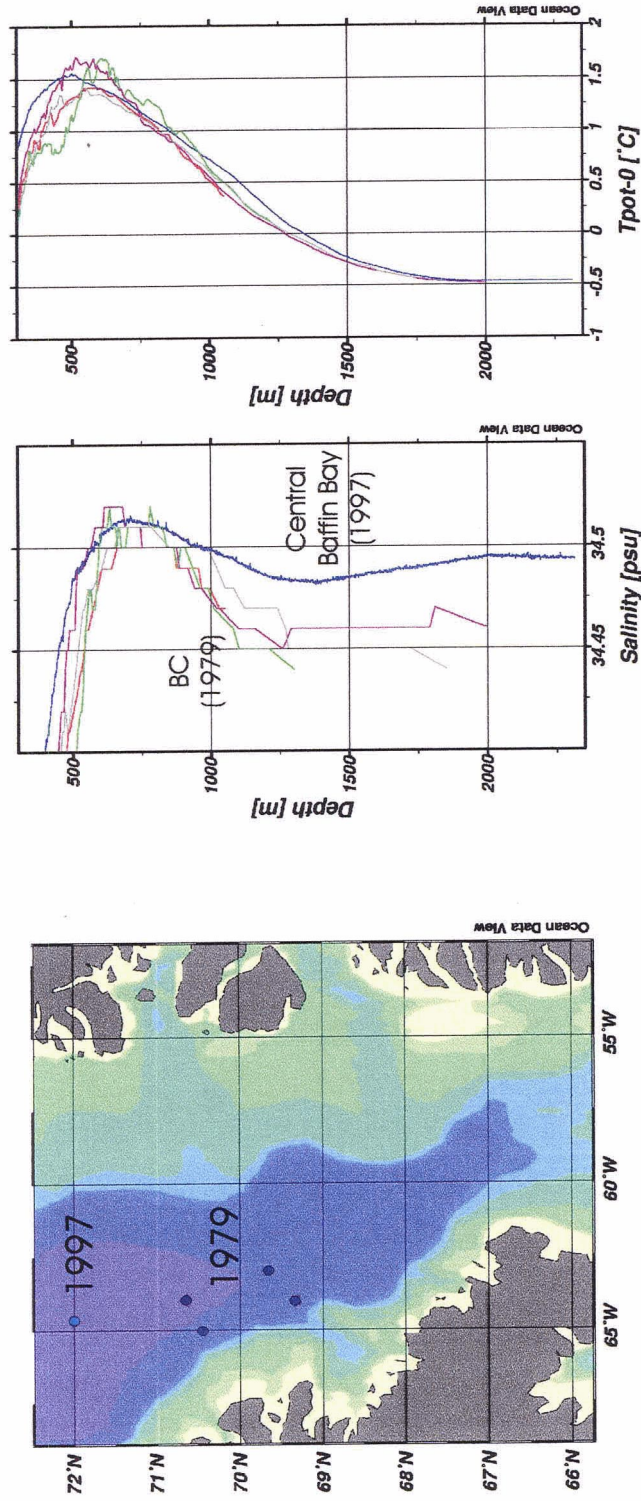 72˚N
71˚N
70˚N
69˚N
68˚N
67˚N
66˚N
1997
1979
65˚W
60˚W
55˚W
Ocean Data View
Depth [m]
500
1000
1500
2000
BC
(1979)
Central
Baffin Bay
(1997)
34.45
34.5
Salinity [psu]
Ocean Data View
Depth [m]
500
1000
1500
2000
-1
-0.5
0
0.5
1
1.5
2
Tpot-0 [˚C]
Ocean Data View